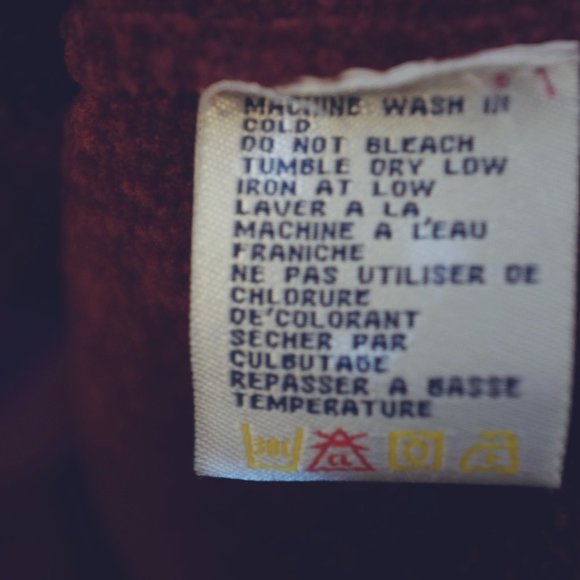 MACHINE WASH IN
COLD
DO NOT BLEACH
TUMBLE DRY LOW
IRON AT LOW
LAVER A LA
MACHINE A L'EAU
FRANICHE
NE PAS UTILISER DE
CHLORURE
DE'COLORANT
SECHER PAR
CULBUTAGE
REPASSER A BASSE
TEMPERATURE
CL